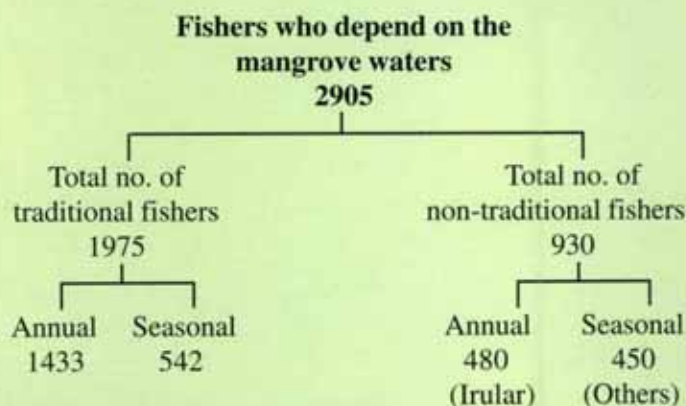 Fishers who depend on the
mangrove waters
2905
Total no. of
traditional fishers
1975
Total no. of
non-traditional fishers
930
Annual
1433
Seasonal
542
Annual
480
(Irular)
Seasonal
450
(Others)